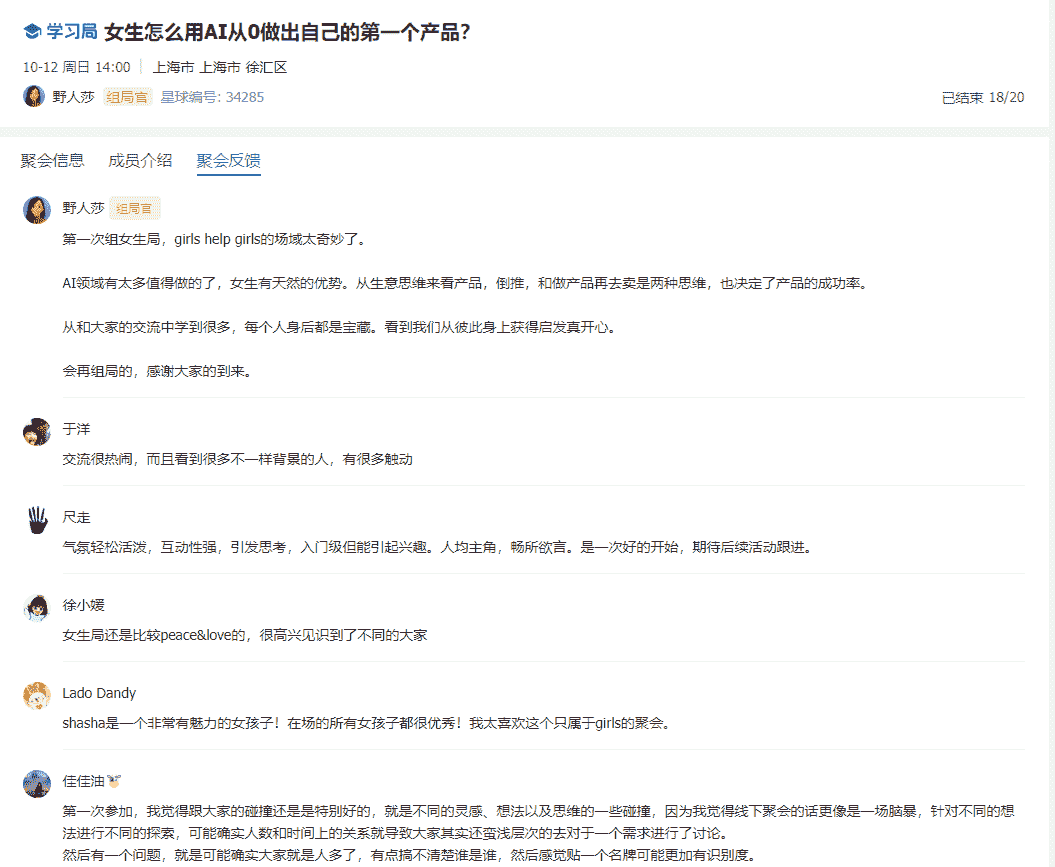 学习局 女生怎么用AI从0做出自己的第一个产品？
10-12 周日 14:00 上海市 上海市 徐汇区
野人莎 组局官 星球编号: 34285 已结束 18/20
聚会信息 成员介绍 聚会反馈
野人莎 组局官
第一次组女生局，girls help girls的场域太奇妙了。
AI领域有太多值得做的了，女生有天然的优势。从生意思维来看产品，倒推，和做产品再去卖是两种思维，也决定了产品的成功率。
从和大家的交流中学到很多，每个人身后都是宝藏。看到我们从彼此身上获得启发真开心。
会再组局的，感谢大家的到来。
于洋
交流很热闹，而且看到很多不一样背景的人，有很多触动
尺走
气氛轻松活泼，互动性强，引发思考，入门级但能引起兴趣。人均主角，畅所欲言。是一次好的开始，期待后续活动跟进。
徐小媛
女生局还是比较peace&love的，很高兴见识到了不同的大家
Lado Dandy
shasha是一个非常有魅力的女孩子！在场的所有女孩子都很优秀！我太喜欢这个只属于girls的聚会。
佳佳油
第一次参加，我觉得跟大家的碰撞还是是特别好的，就是不同的灵感、想法以及思维的一些碰撞，因为我觉得线下聚会的话更像是一场脑暴，针对不同的想
法进行不同的探索，可能确实人数和时间上的关系就导致大家其实还蛮浅层次的去对于一个需求进行了讨论。
然后有一个问题，就是可能确实大家就是人多了，有点搞不清楚谁是谁，然后感觉贴一个名牌可能更加有识别度。